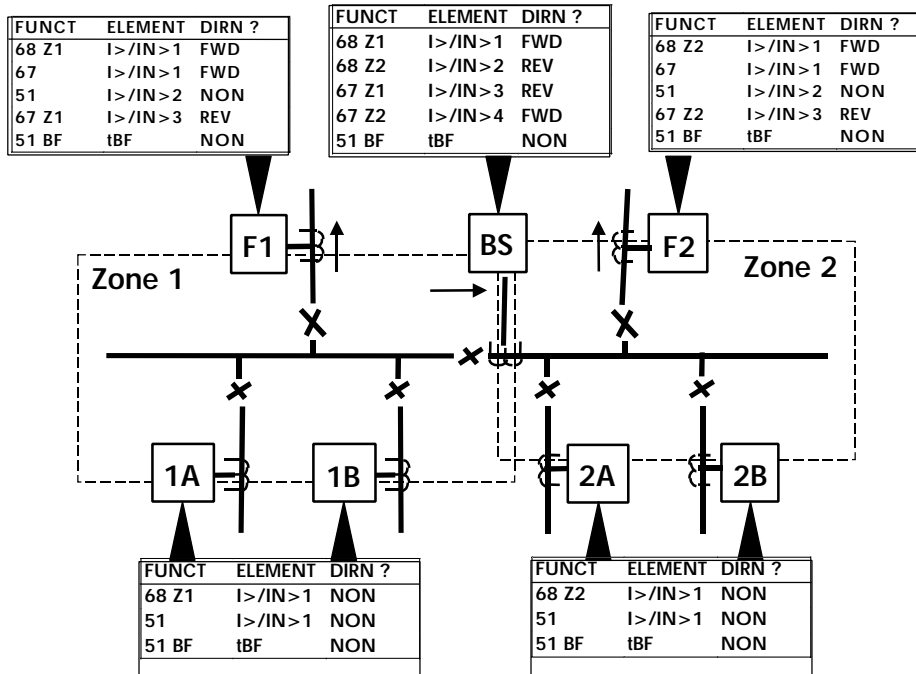 FUNCT ELEMENT DIRN ?
68 Z1 I>/IN>1 FWD
67 I>/IN>1 FWD
51 I>/IN>2 NON
67 Z1 I>/IN>3 REV
51 BF tBF NON
FUNCT ELEMENT DIRN ?
68 Z1 I>/IN>1 FWD
68 Z2 I>/IN>2 REV
67 Z1 I>/IN>3 REV
67 Z2 I>/IN>4 FWD
51 BF tBF NON
FUNCT ELEMENT DIRN ?
68 Z2 I>/IN>1 FWD
67 I>/IN>1 FWD
51 I>/IN>2 NON
67 Z2 I>/IN>3 REV
51 BF tBF NON
F1
BS
F2
Zone 1
Zone 2
1A
1B
2A
2B
FUNCT ELEMENT DIRN ?
68 Z1 I>/IN>1 NON
51 I>/IN>1 NON
51 BF tBF NON
FUNCT ELEMENT DIRN ?
68 Z2 I>/IN>1 NON
51 I>/IN>1 NON
51 BF tBF NON